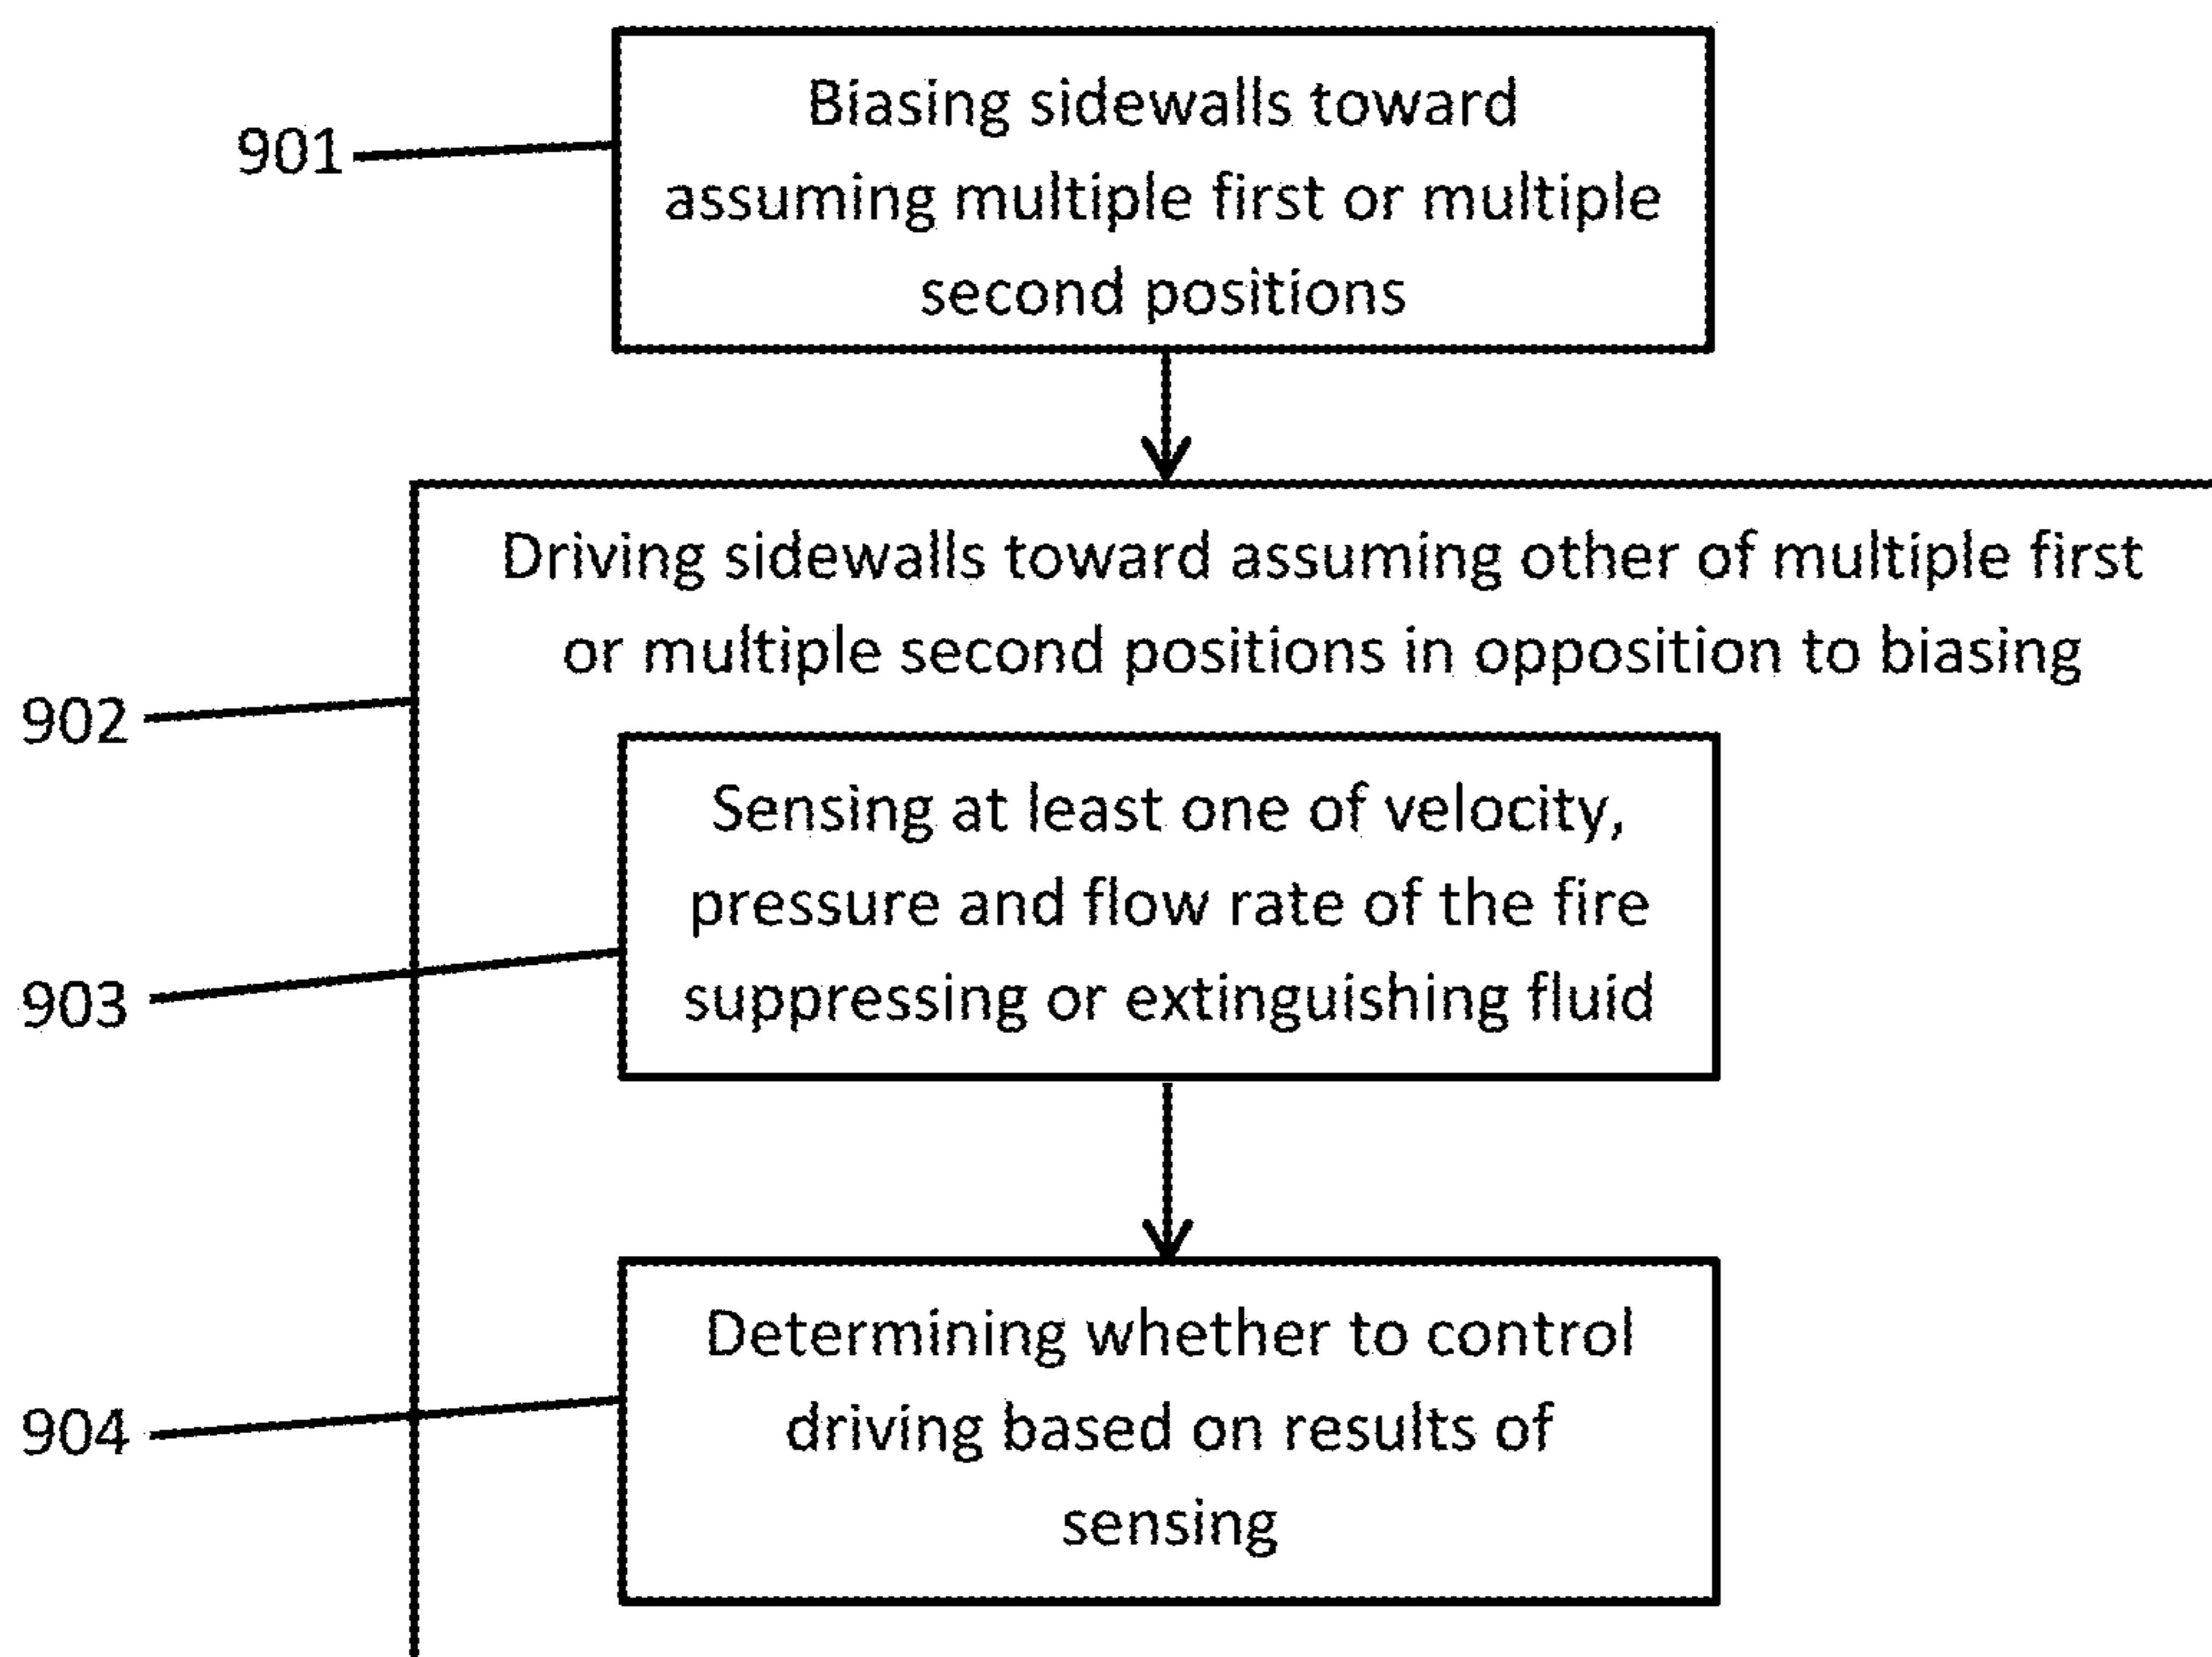 901
Biasing sidewalls toward
assuming multiple first or multiple
second positions
902
Driving sidewalls toward assuming other of multiple first
or multiple second positions in opposition to biasing
903
Sensing at least one of velocity,
pressure and flow rate of the fire
suppressing or extinguishing fluid
904
Determining whether to control
driving based on results of
sensing